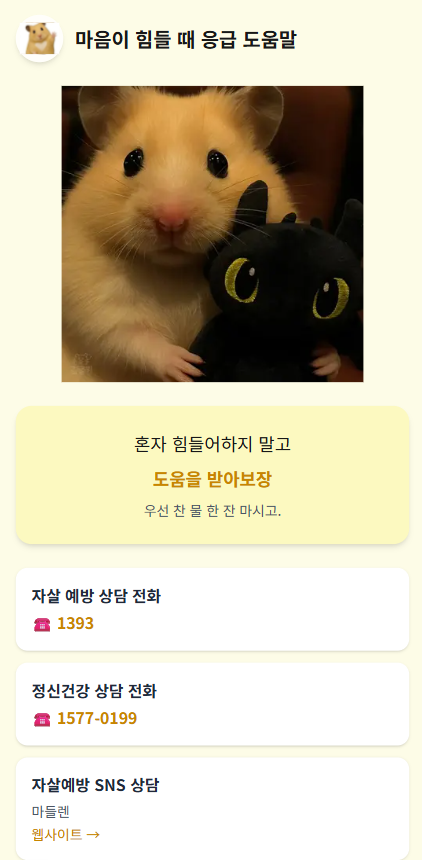 마음이 힘들 때 응급 도움말
혼자 힘들어하지 말고
도움을 받아보장
우선 찬 물 한 잔 마시고.
자살 예방 상담 전화
☎️ 1393
정신건강 상담 전화
☎️ 1577-0199
자살예방 SNS 상담
마들렌
웹사이트 →